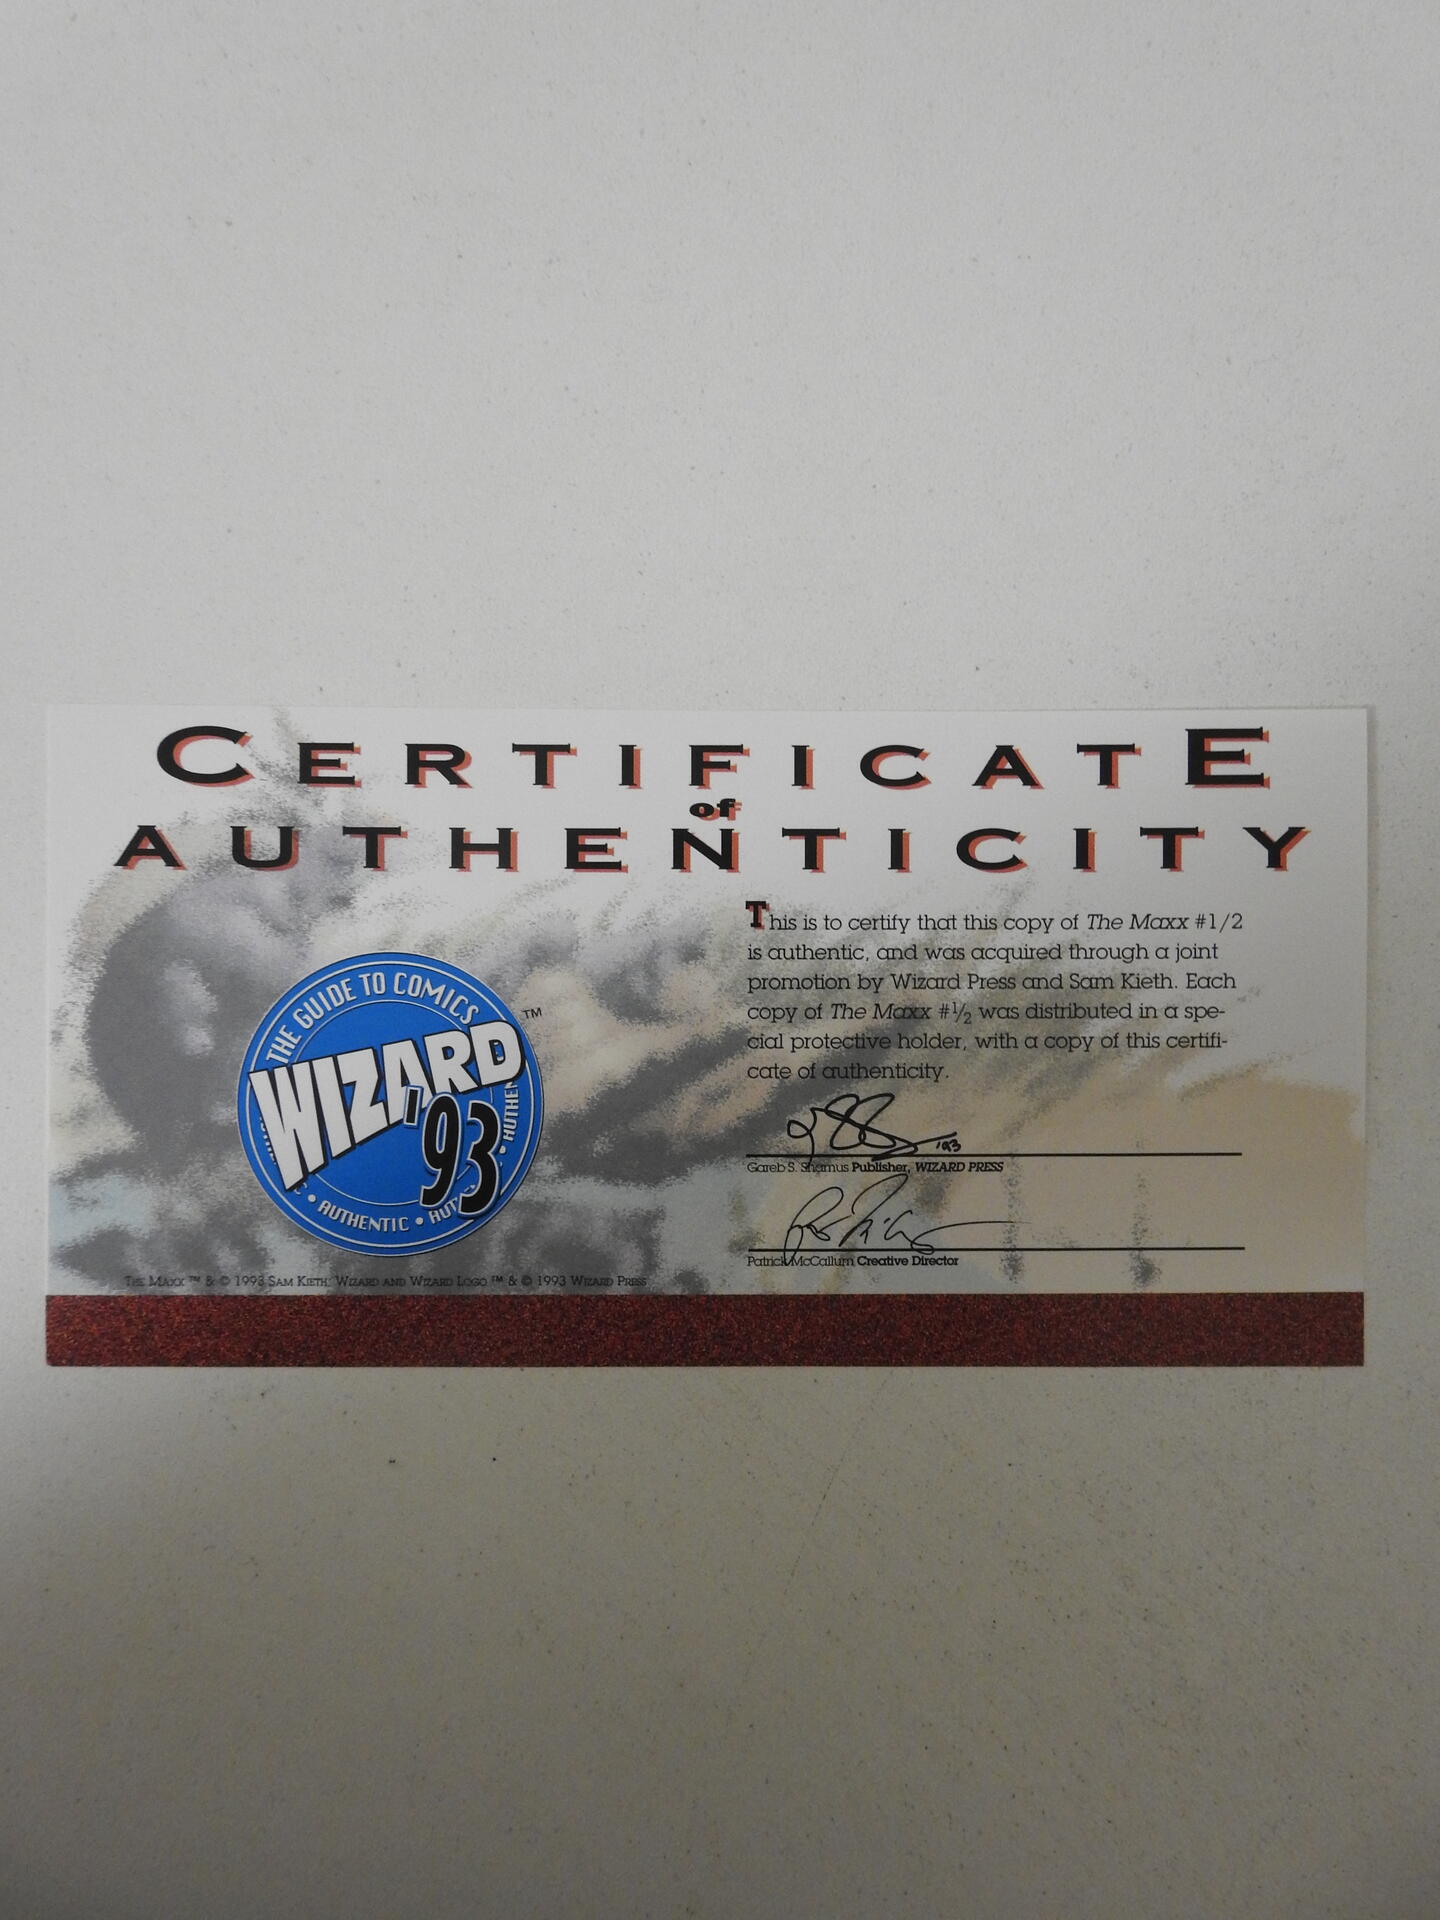 CERTIFICATE
of
AUTHENTICITY
This is to certify that this copy of The Maxx #1/2
is authentic, and was acquired through a joint
promotion by Wizard Press and Sam Kieth. Each
copy of The Maxx #½ was distributed in a spe-
cial protective holder, with a copy of this certifi-
cate of authenticity.
'93
Gareb S. Shamus Publisher, WIZARD PRESS
Patrick McCallum Creative Director
THE GUIDE TO COMICS
TM
WIZARD
'93
• AUTHENTIC •
The Maxx ™ & © 1993 Sam Kieth. Wizard and Wizard Logo ™ & © 1993 Wizard Press